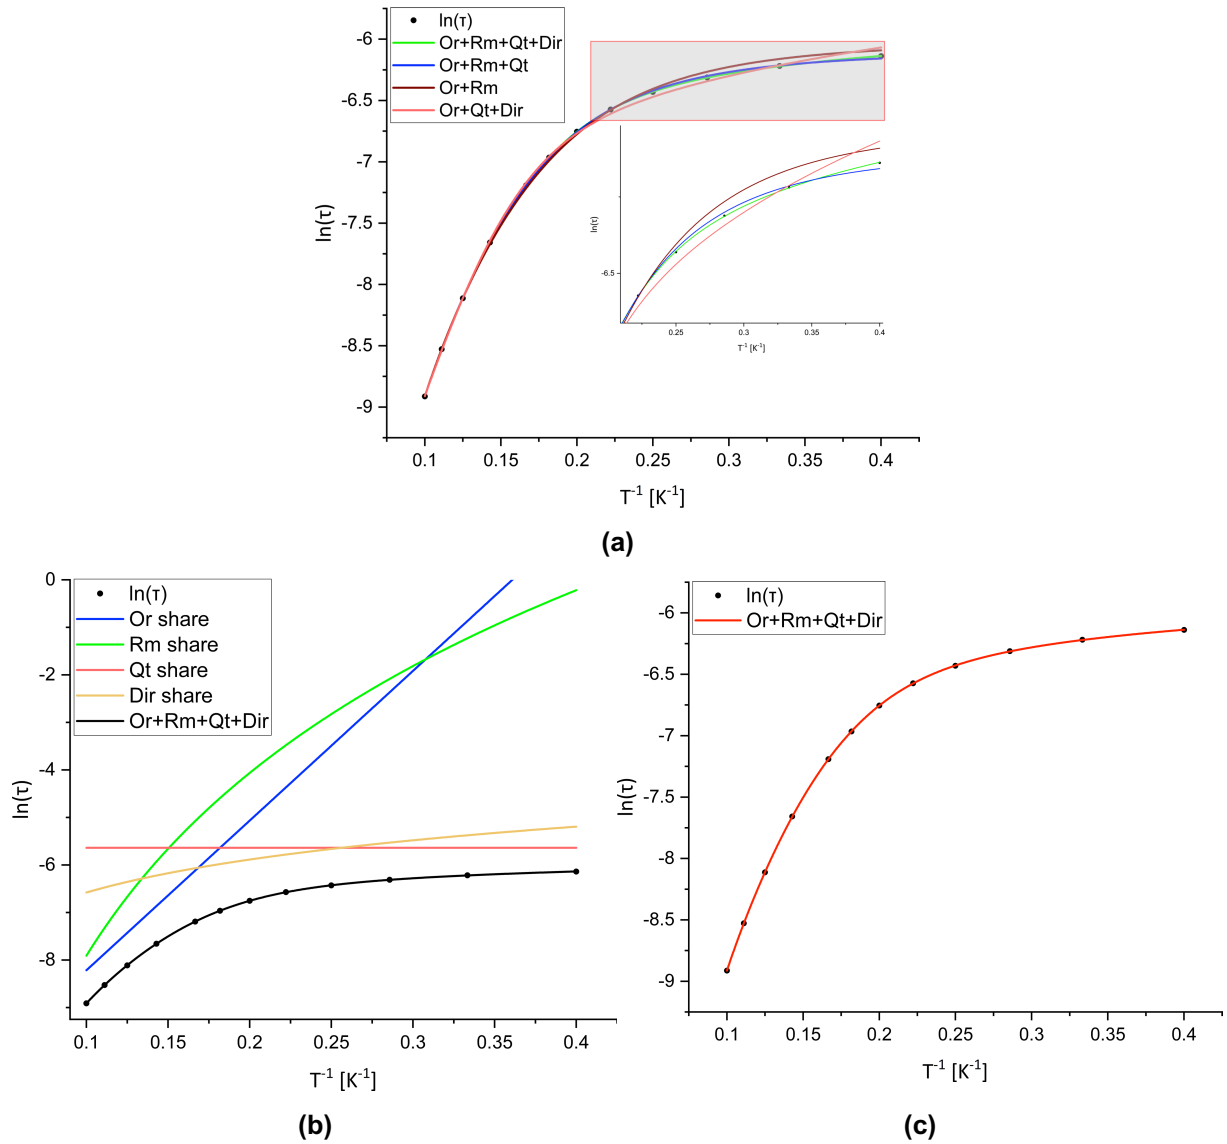 ln(τ)
Or+Rm+Qt+Dir
Or+Rm+Qt
Or+Rm
Or+Qt+Dir
-6
-6.5
-7
-7.5
-8
-8.5
-9
ln(τ)
0.1
0.15
0.2
0.25
0.3
0.35
0.4
T⁻¹ [K⁻¹]
ln(τ)
-6.5
0.25
0.3
0.35
0.4
T⁻¹ [K⁻¹]
(a)
ln(τ)
Or share
Rm share
Qt share
Dir share
Or+Rm+Qt+Dir
0
-2
-4
-6
-8
ln(τ)
0.1
0.15
0.2
0.25
0.3
0.35
0.4
T⁻¹ [K⁻¹]
(b)
ln(τ)
Or+Rm+Qt+Dir
-6
-6.5
-7
-7.5
-8
-8.5
-9
ln(τ)
0.1
0.15
0.2
0.25
0.3
0.35
0.4
T⁻¹ [K⁻¹]
(c)